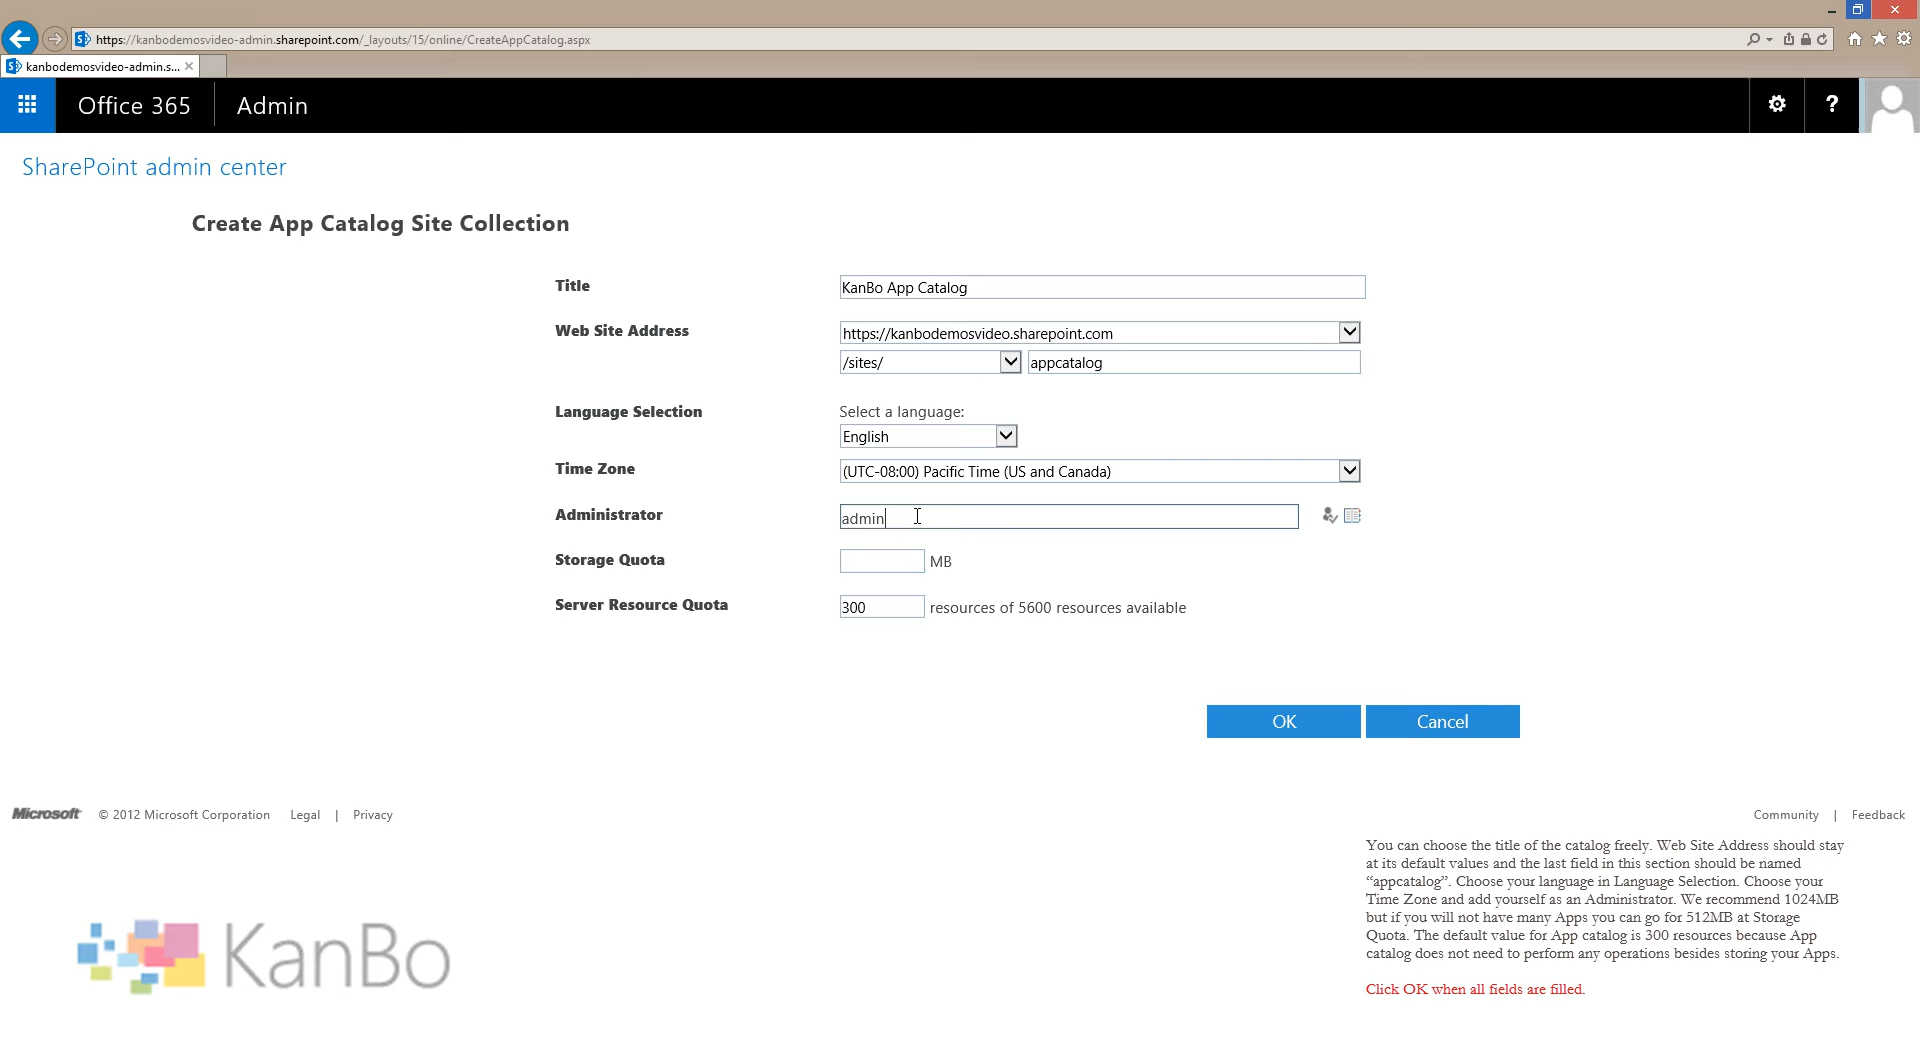 https://kanbodemosvideo-admin.sharepoint.com/_layouts/15/online/CreateAppCatalog.aspx
kanbodemosvideo-admin.s...
Office 365
Admin
?
SharePoint admin center
Create App Catalog Site Collection
Title
KanBo App Catalog
Web Site Address
https://kanbodemosvideo.sharepoint.com
/sites/
appcatalog
Language Selection
Select a language:
English
Time Zone
(UTC-08:00) Pacific Time (US and Canada)
Administrator
admin
Storage Quota
MB
Server Resource Quota
300
resources of 5600 resources available
OK
Cancel
Microsoft
© 2012 Microsoft Corporation
Legal
|
Privacy
Community
|
Feedback
You can choose the title of the catalog freely. Web Site Address should stay
at its default values and the last field in this section should be named
“appcatalog”. Choose your language in Language Selection. Choose your
Time Zone and add yourself as an Administrator. We recommend 1024MB
but if you will not have many Apps you can go for 512MB at Storage
Quota. The default value for App catalog is 300 resources because App
catalog does not need to perform any operations besides storing your Apps.
Click OK when all fields are filled.
KanBo